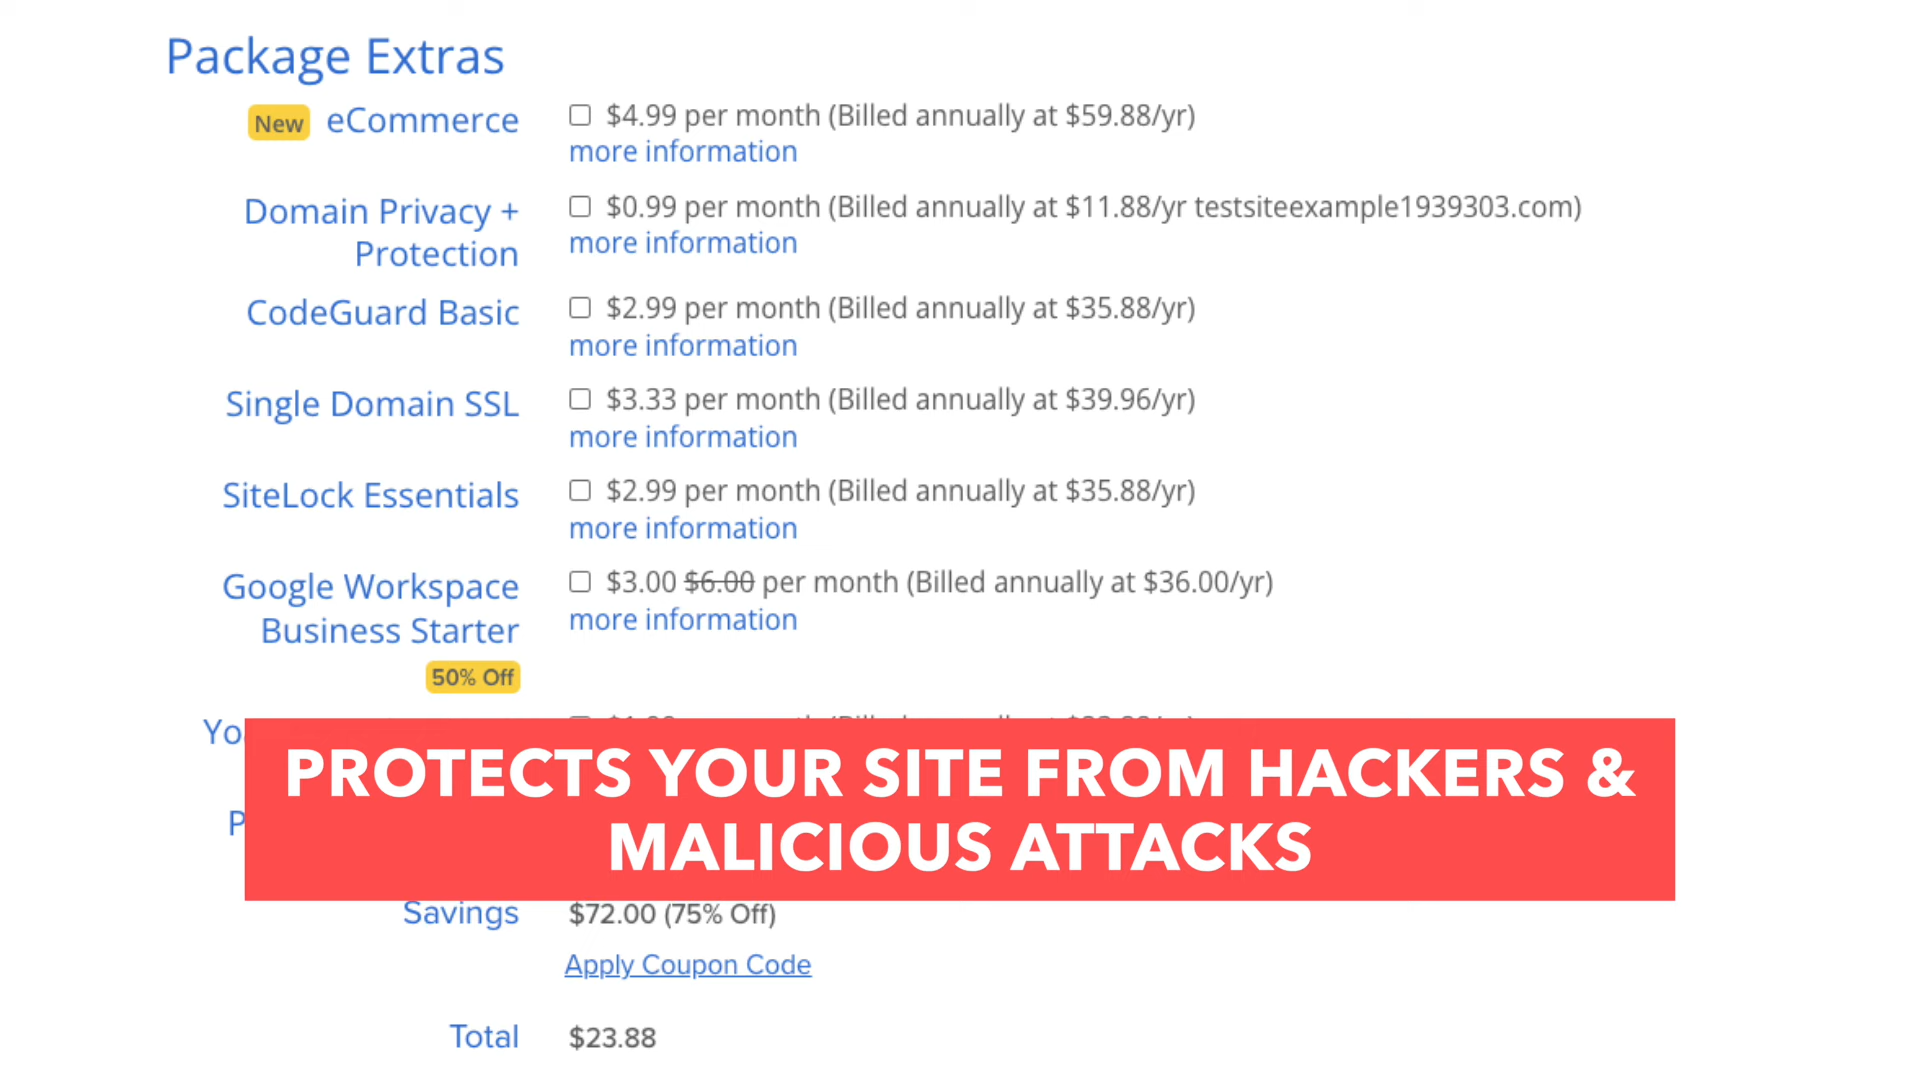 Package Extras
New eCommerce
$4.99 per month (Billed annually at $59.88/yr)
more information
Domain Privacy +
Protection
$0.99 per month (Billed annually at $11.88/yr testsiteexample1939303.com)
more information
CodeGuard Basic
$2.99 per month (Billed annually at $35.88/yr)
more information
Single Domain SSL
$3.33 per month (Billed annually at $39.96/yr)
more information
SiteLock Essentials
$2.99 per month (Billed annually at $35.88/yr)
more information
Google Workspace
Business Starter
50% Off
$3.00 $6.00 per month (Billed annually at $36.00/yr)
more information
PROTECTS YOUR SITE FROM HACKERS &
MALICIOUS ATTACKS
Savings $72.00 (75% Off)
Apply Coupon Code
Total $23.88